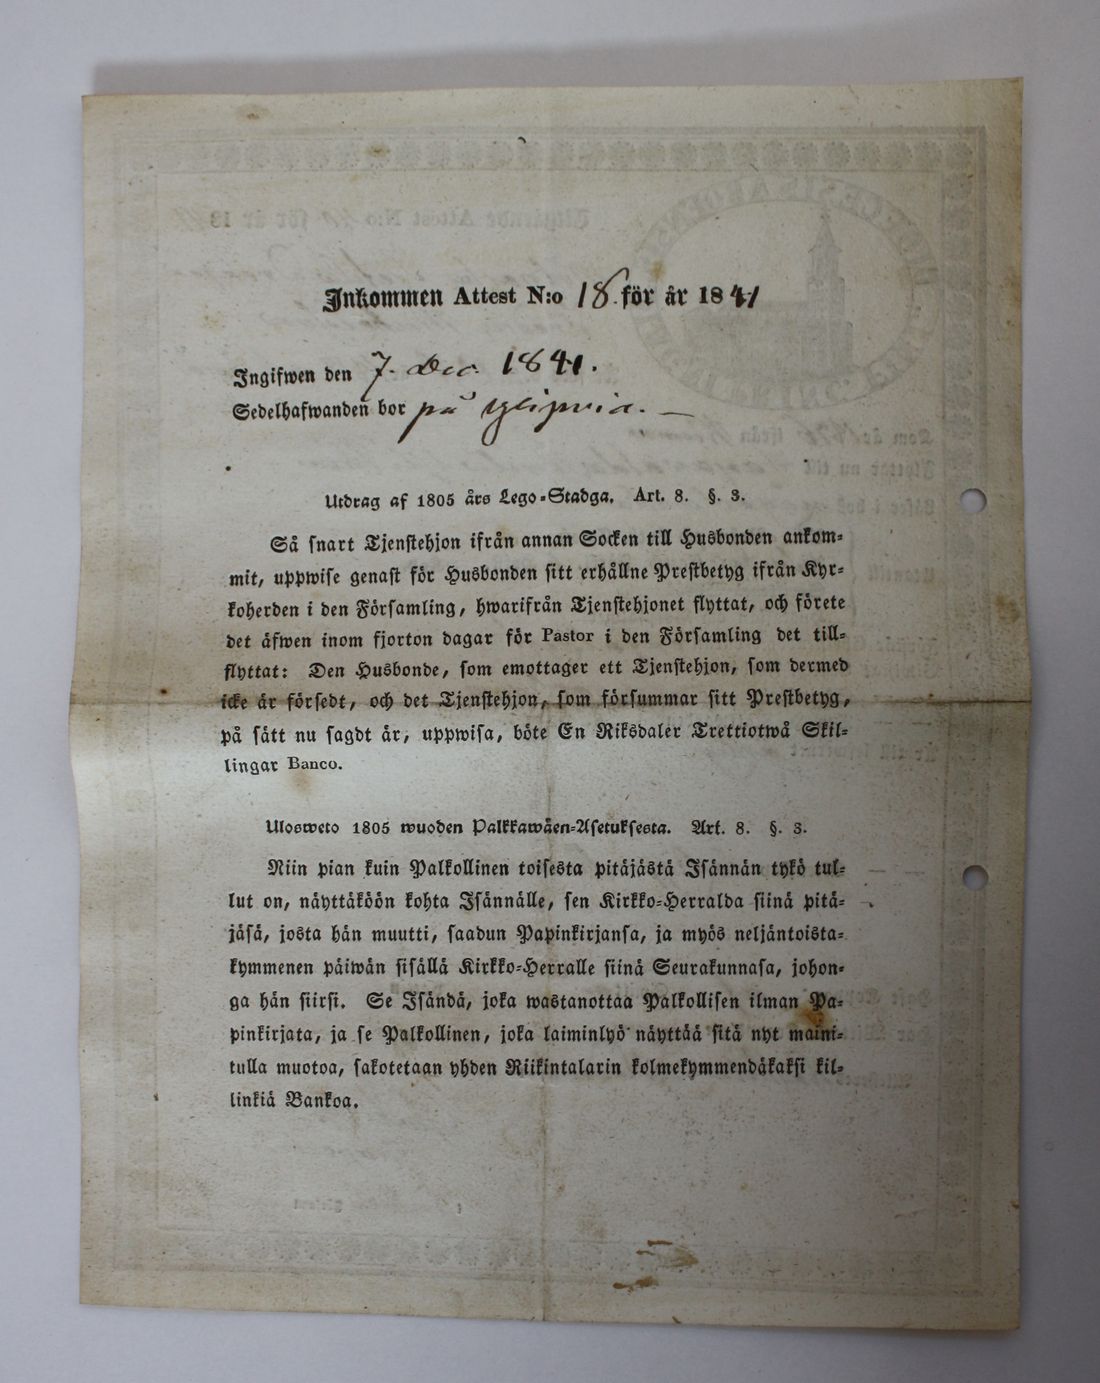 Inkommen Attest N:o 18. för år 1841
Ingifwen den 7. Dec. 1841.
Sedelhafwanden bor på
Utdrag af 1805 års Lego-Stadga. Art. 8. §. 3.
Så snart Tjenstehjon ifrån annan Socken till Husbonden ankom-
mit, uppwise genast för Husbonden sitt erhållne Prestbetyg ifrån Kyr-
koherden i den Församling, hwarifrån Tjenstehjonet flyttat, och förete
det äfwen inom fjorton dagar för Pastor i den Församling det till-
flyttat: Den Husbonde, som emottager ett Tjenstehjon, som dermed
icke är försedt, och det Tjenstehjon, som försummar sitt Prestbetyg,
på sätt nu sagdt är, uppwisa, böte En Riksdaler Trettiotwå Skil-
lingar Banco.
Ulosweto 1805 wuoden Palkkawäen-Asetuksesta. Art. 8. §. 3.
Niin pian kuin Palkollinen toisesta pitäjästä Isännän tykö tul-
lut on, näyttäköön kohta Isännälle, sen Kirkko-Herralda siinä pitä-
jäsä, josta hän muutti, saadun Papinkirjansa, ja myös neljäntoista-
kymmenen päiwän sisällä Kirkko-Herralle siinä Seurakunnasa, johon-
ga hän siirsi. Se Isändä, joka wastanottaa Palkollisen ilman Pa-
pinkirjata, ja se Palkollinen, joka laiminlyö näyttää sitä nyt maini-
tulla muotoa, sakotetaan yhden Riikintalarin kolmekymmendäkaksi kil-
linkiä Bankoa.